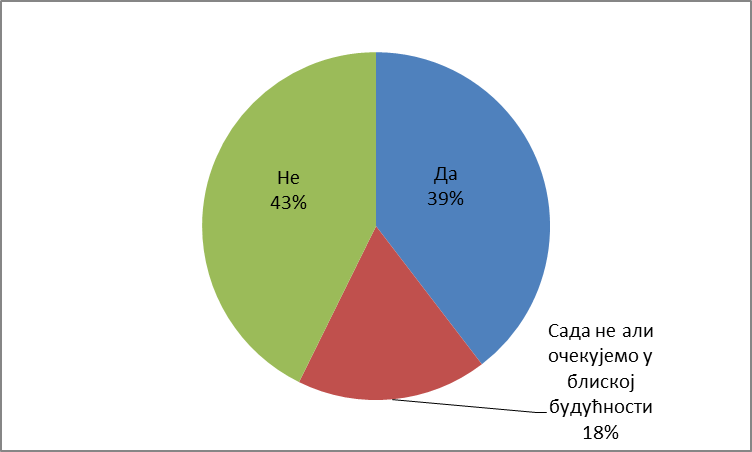 Не
43%
Да
39%
Сада не али
очекујемо у
блиској
будућности
18%